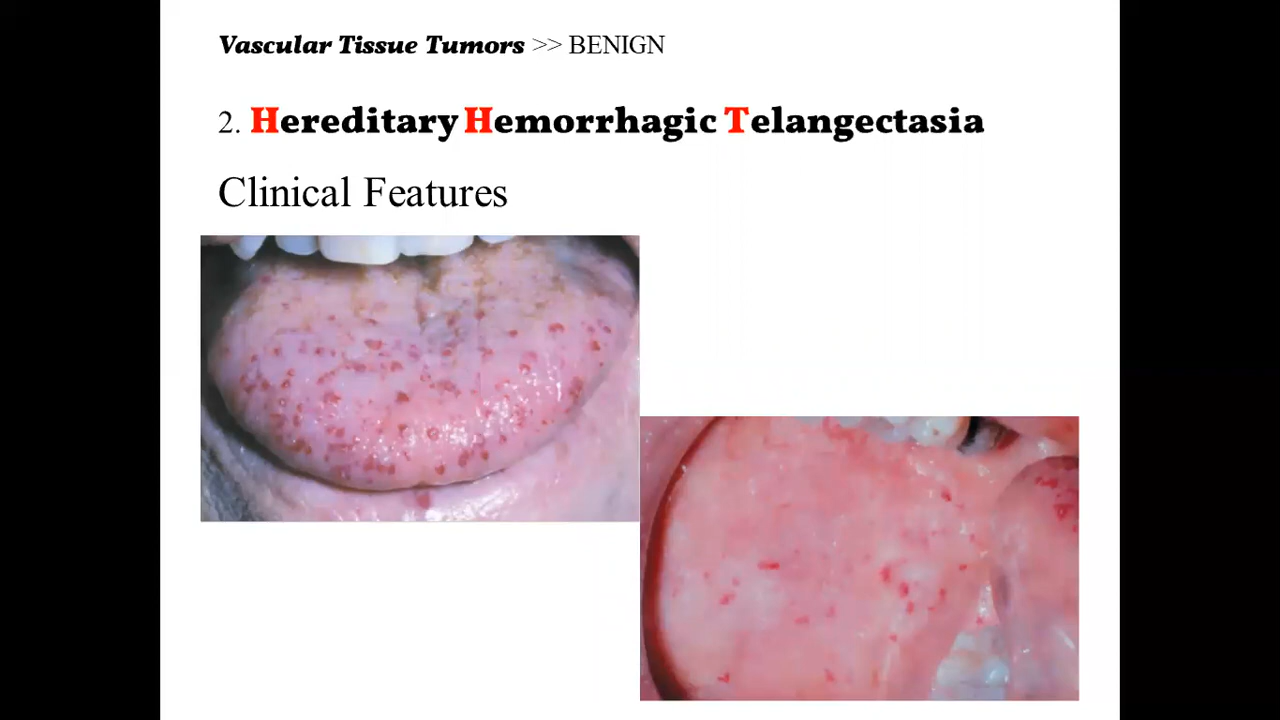 Vascular Tissue Tumors >> BENIGN
2. Hereditary Hemorrhagic Telangectasia
Clinical Features